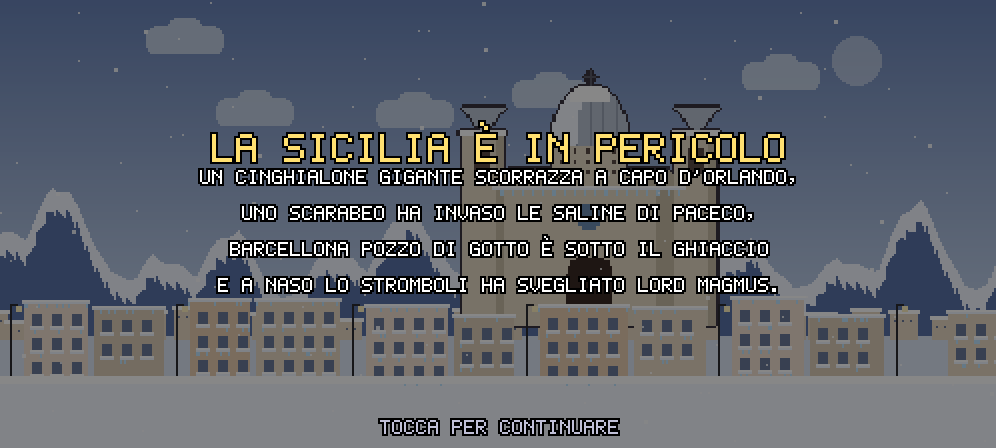 LA SICILIA È IN PERICOLO
UN CINGHIALONE GIGANTE SCORRAZZA A CAPO D'ORLANDO,
UNO SCARABEO HA INVASO LE SALINE DI PACECO,
BARCELLONA POZZO DI GOTTO È SOTTO IL GHIACCIO
E A NASO LO STROMBOLI HA SVEGLIATO LORD MAGMUS.
TOCCA PER CONTINUARE